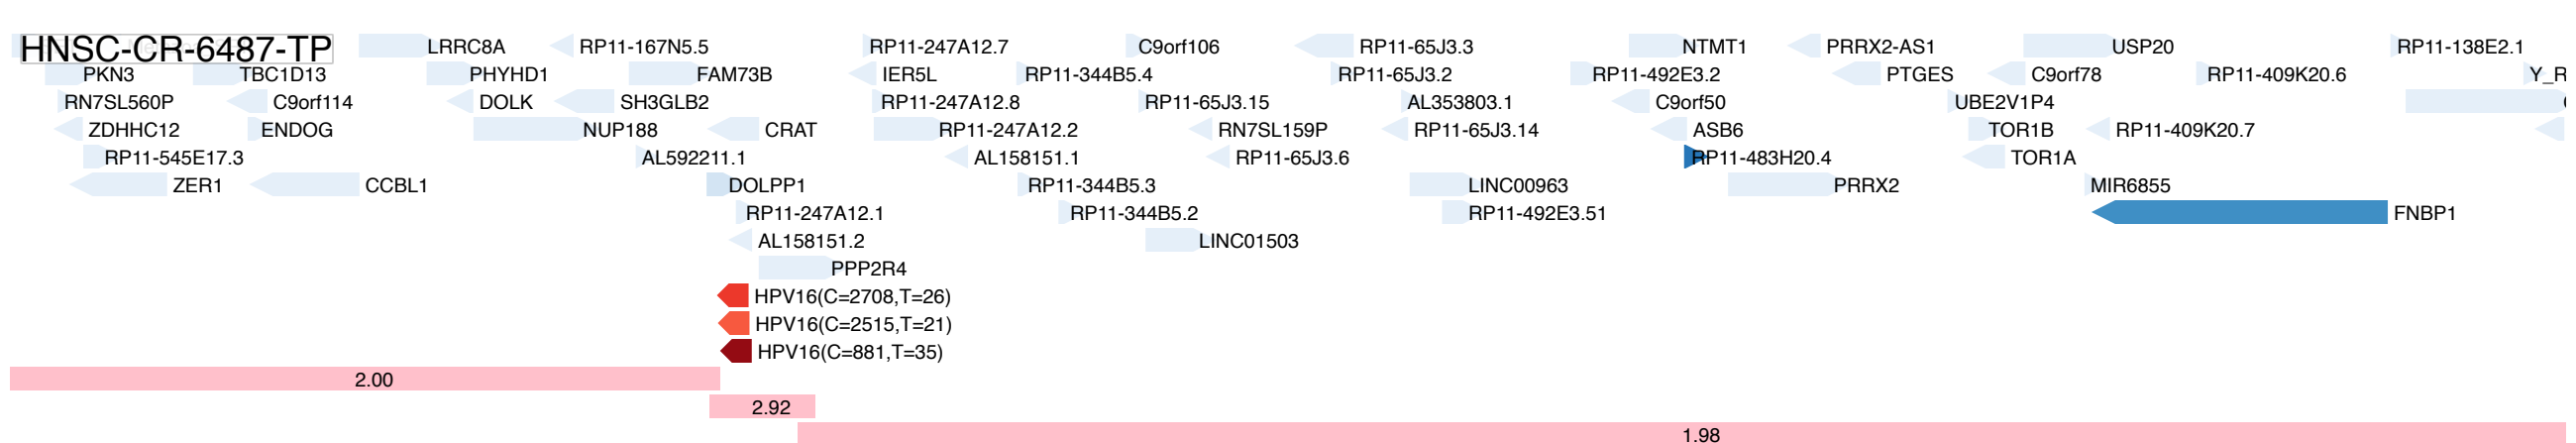 HNSC-CR-6487-TP LRRC8A RP11-167N5.5 RP11-247A12.7 C9orf106 RP11-65J3.3 NTMT1 PRRX2-AS1 USP20 RP11-138E2.1
PKN3 TBC1D13 PHYHD1 FAM73B IER5L RP11-344B5.4 RP11-65J3.2 RP11-492E3.2 PTGES C9orf78 RP11-409K20.6
RN7SL560P C9orf114 DOLK SH3GLB2 RP11-247A12.8 RP11-65J3.15 AL353803.1 C9orf50 UBE2V1P4
ZDHHC12 ENDOG NUP188 CRAT RP11-247A12.2 RN7SL159P RP11-65J3.14 ASB6 TOR1B RP11-409K20.7
RP11-545E17.3 AL592211.1 AL158151.1 RP11-65J3.6 RP11-483H20.4 TOR1A
ZER1 CCBL1 DOLPP1 RP11-344B5.3 LINC00963 PRRX2 MIR6855
RP11-247A12.1 RP11-344B5.2 RP11-492E3.51 FNBP1
AL158151.2 LINC01503
PPP2R4
HPV16(C=2708,T=26)
HPV16(C=2515,T=21)
HPV16(C=881,T=35)
2.00
2.92
1.98